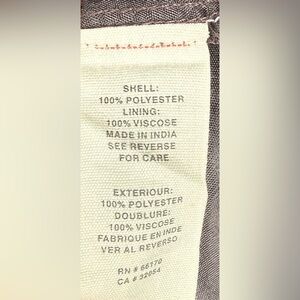 SHELL:
100% POLYESTER
LINING:
100% VISCOSE
MADE IN INDIA
SEE REVERSE
FOR CARE
EXTERIOUR:
100% POLYESTER
DOUBLURE:
100% VISCOSE
FABRIQUE EN INDE
VER AL REVERSO
RN # 66170
CA # 32054